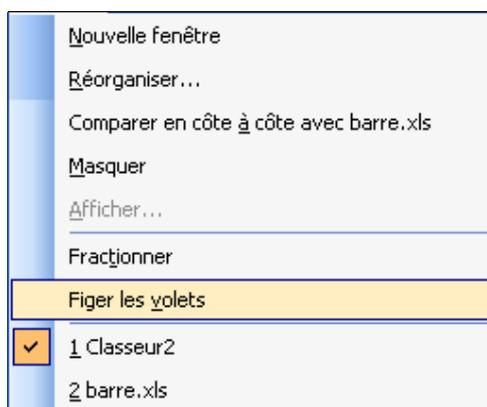 Nouvelle fenêtre
Réorganiser...
Comparer en côte à côte avec barre.xls
Masquer
Afficher...
Fractionner
Figer les volets
1 Classeur2
2 barre.xls